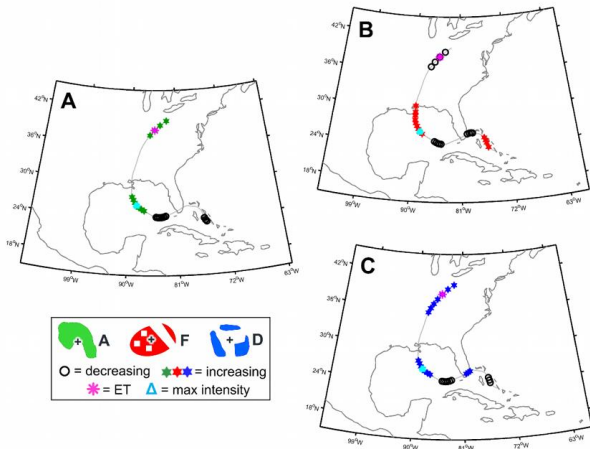 A
42°N
36°N
30°N
24°N
18°N
99°W
90°W
81°W
72°W
63°W
B
42°N
36°N
30°N
24°N
18°N
99°W
90°W
81°W
72°W
63°W
C
42°N
36°N
30°N
24°N
18°N
99°W
90°W
81°W
72°W
63°W
A F D
= decreasing = increasing
= ET = max intensity